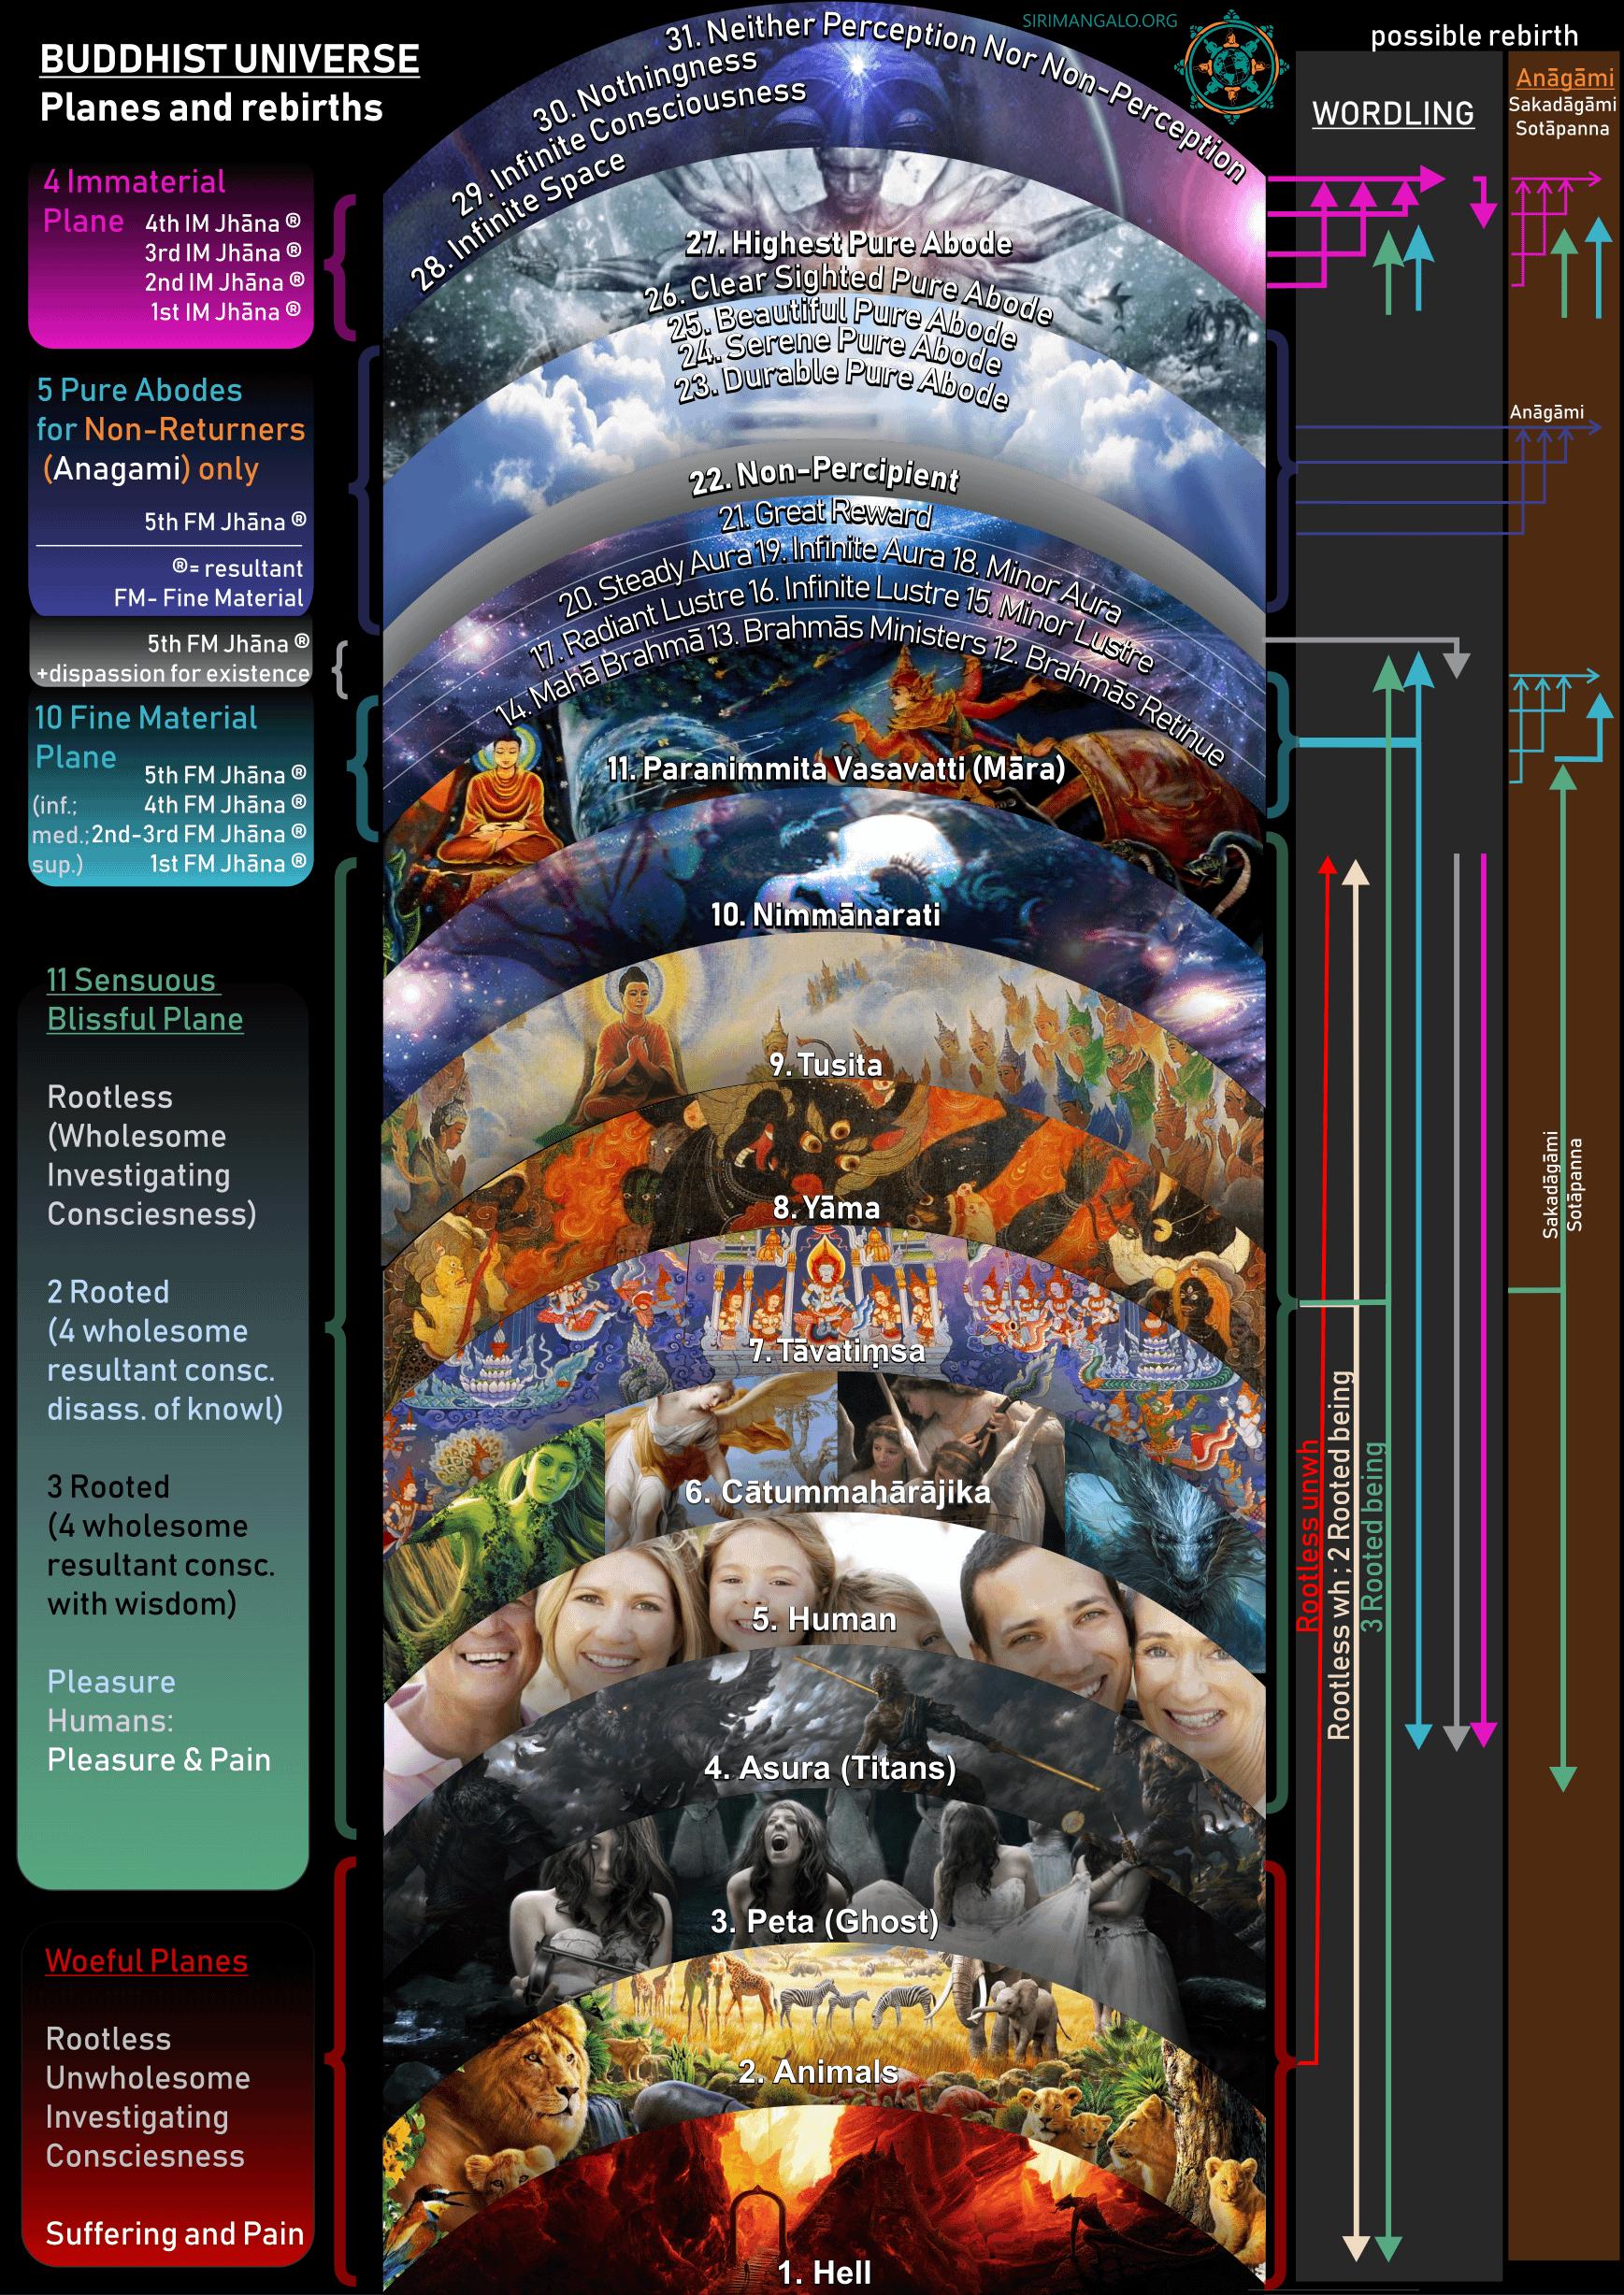 BUDDHIST UNIVERSE
Planes and rebirths
SIRIMANGALO.ORG
possible rebirth
WORDLING
Anāgāmi
Sakadāgāmi
Sotāpanna
4 Immaterial
Plane
4th IM Jhāna ®
3rd IM Jhāna ®
2nd IM Jhāna ®
1st IM Jhāna ®
5 Pure Abodes
for Non-Returners
(Anagami) only
5th FM Jhāna ®
®= resultant
FM- Fine Material
5th FM Jhāna ®
+dispassion for existence
10 Fine Material
Plane
5th FM Jhāna ®
(inf.; 4th FM Jhāna ®
med.; 2nd-3rd FM Jhāna ®
sup.) 1st FM Jhāna ®
11 Sensuous
Blissful Plane
Rootless
(Wholesome
Investigating
Consciesness)
2 Rooted
(4 wholesome
resultant consc.
disass. of knowl)
3 Rooted
(4 wholesome
resultant consc.
with wisdom)
Pleasure
Humans:
Pleasure & Pain
Woeful Planes
Rootless
Unwholesome
Investigating
Consciesness
Suffering and Pain
31. Neither Perception Nor Non-Perception
30. Nothingness
29. Infinite Consciousness
28. Infinite Space
27. Highest Pure Abode
26. Clear Sighted Pure Abode
25. Beautiful Pure Abode
24. Serene Pure Abode
23. Durable Pure Abode
22. Non-Percipient
21. Great Reward
20. Steady Aura 19. Infinite Aura 18. Minor Aura
17. Radiant Lustre 16. Infinite Lustre 15. Minor Lustre
14. Mahā Brahmā 13. Brahmās Ministers 12. Brahmās Retinue
11. Paranimmita Vasavatti (Māra)
10. Nimmānarati
9. Tusita
8. Yāma
7. Tāvatiṃsa
6. Cātummahārājika
5. Human
4. Asura (Titans)
3. Peta (Ghost)
2. Animals
1. Hell
Anāgāmi
Rootless unwh
Rootless wh ; 2 Rooted being
3 Rooted being
Sakadāgāmi
Sotāpanna